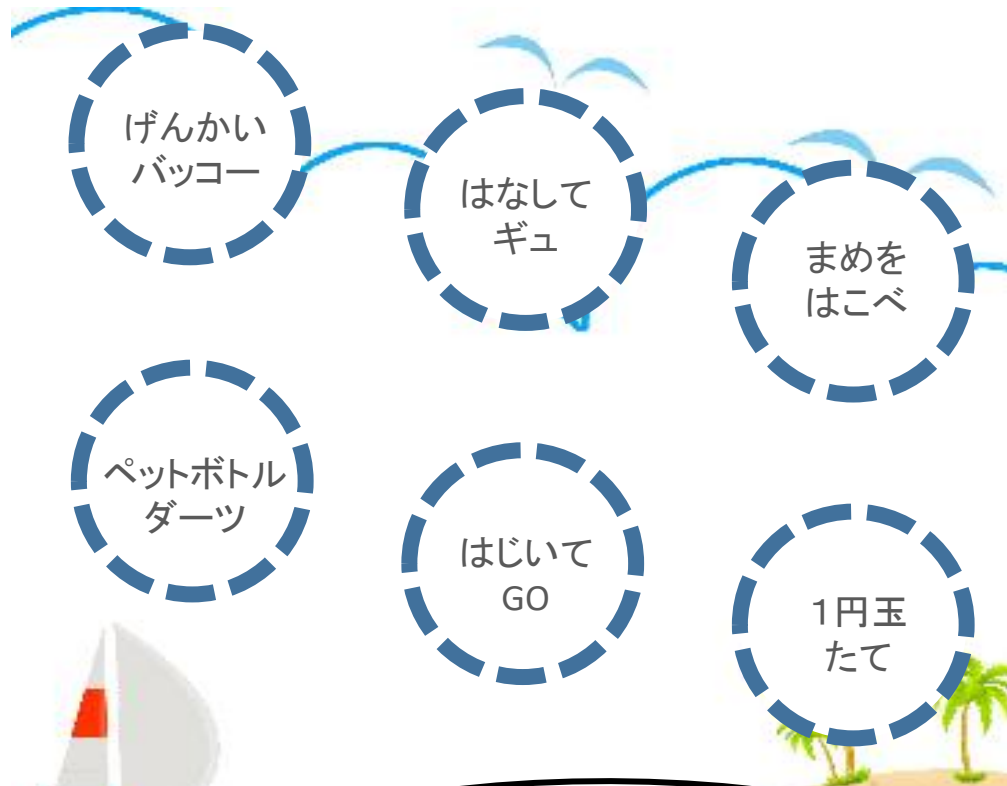 げんかい
バッコー
はなして
ギュ
まめを
はこべ
ペットボトル
ダーツ
はじいて
GO
１円玉
たて